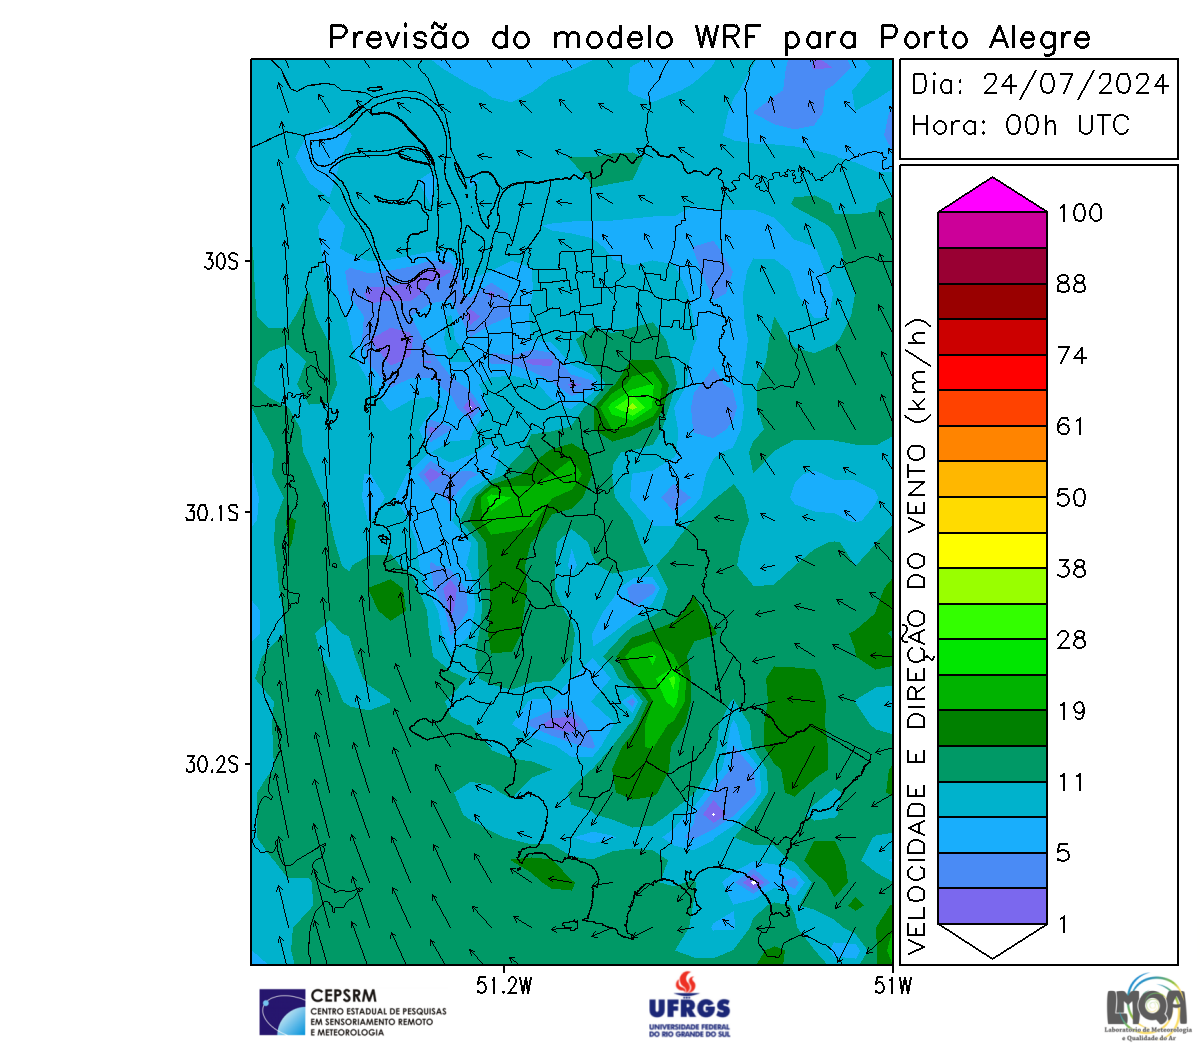 Previsão do modelo WRF para Porto Alegre
Dia: 24/07/2024
Hora: 00h UTC
30S
30.1S
30.2S
51.2W
51W
VELOCIDADE E DIREÇÃO DO VENTO (km/h)
100
88
74
61
50
38
28
19
11
5
1
CEPSRM
CENTRO ESTADUAL DE PESQUISAS
EM SENSORIAMENTO REMOTO
E METEOROLOGIA
UFRGS
UNIVERSIDADE FEDERAL
DO RIO GRANDE DO SUL
LMQA
Laboratório de Meteorologia
e Qualidade do Ar